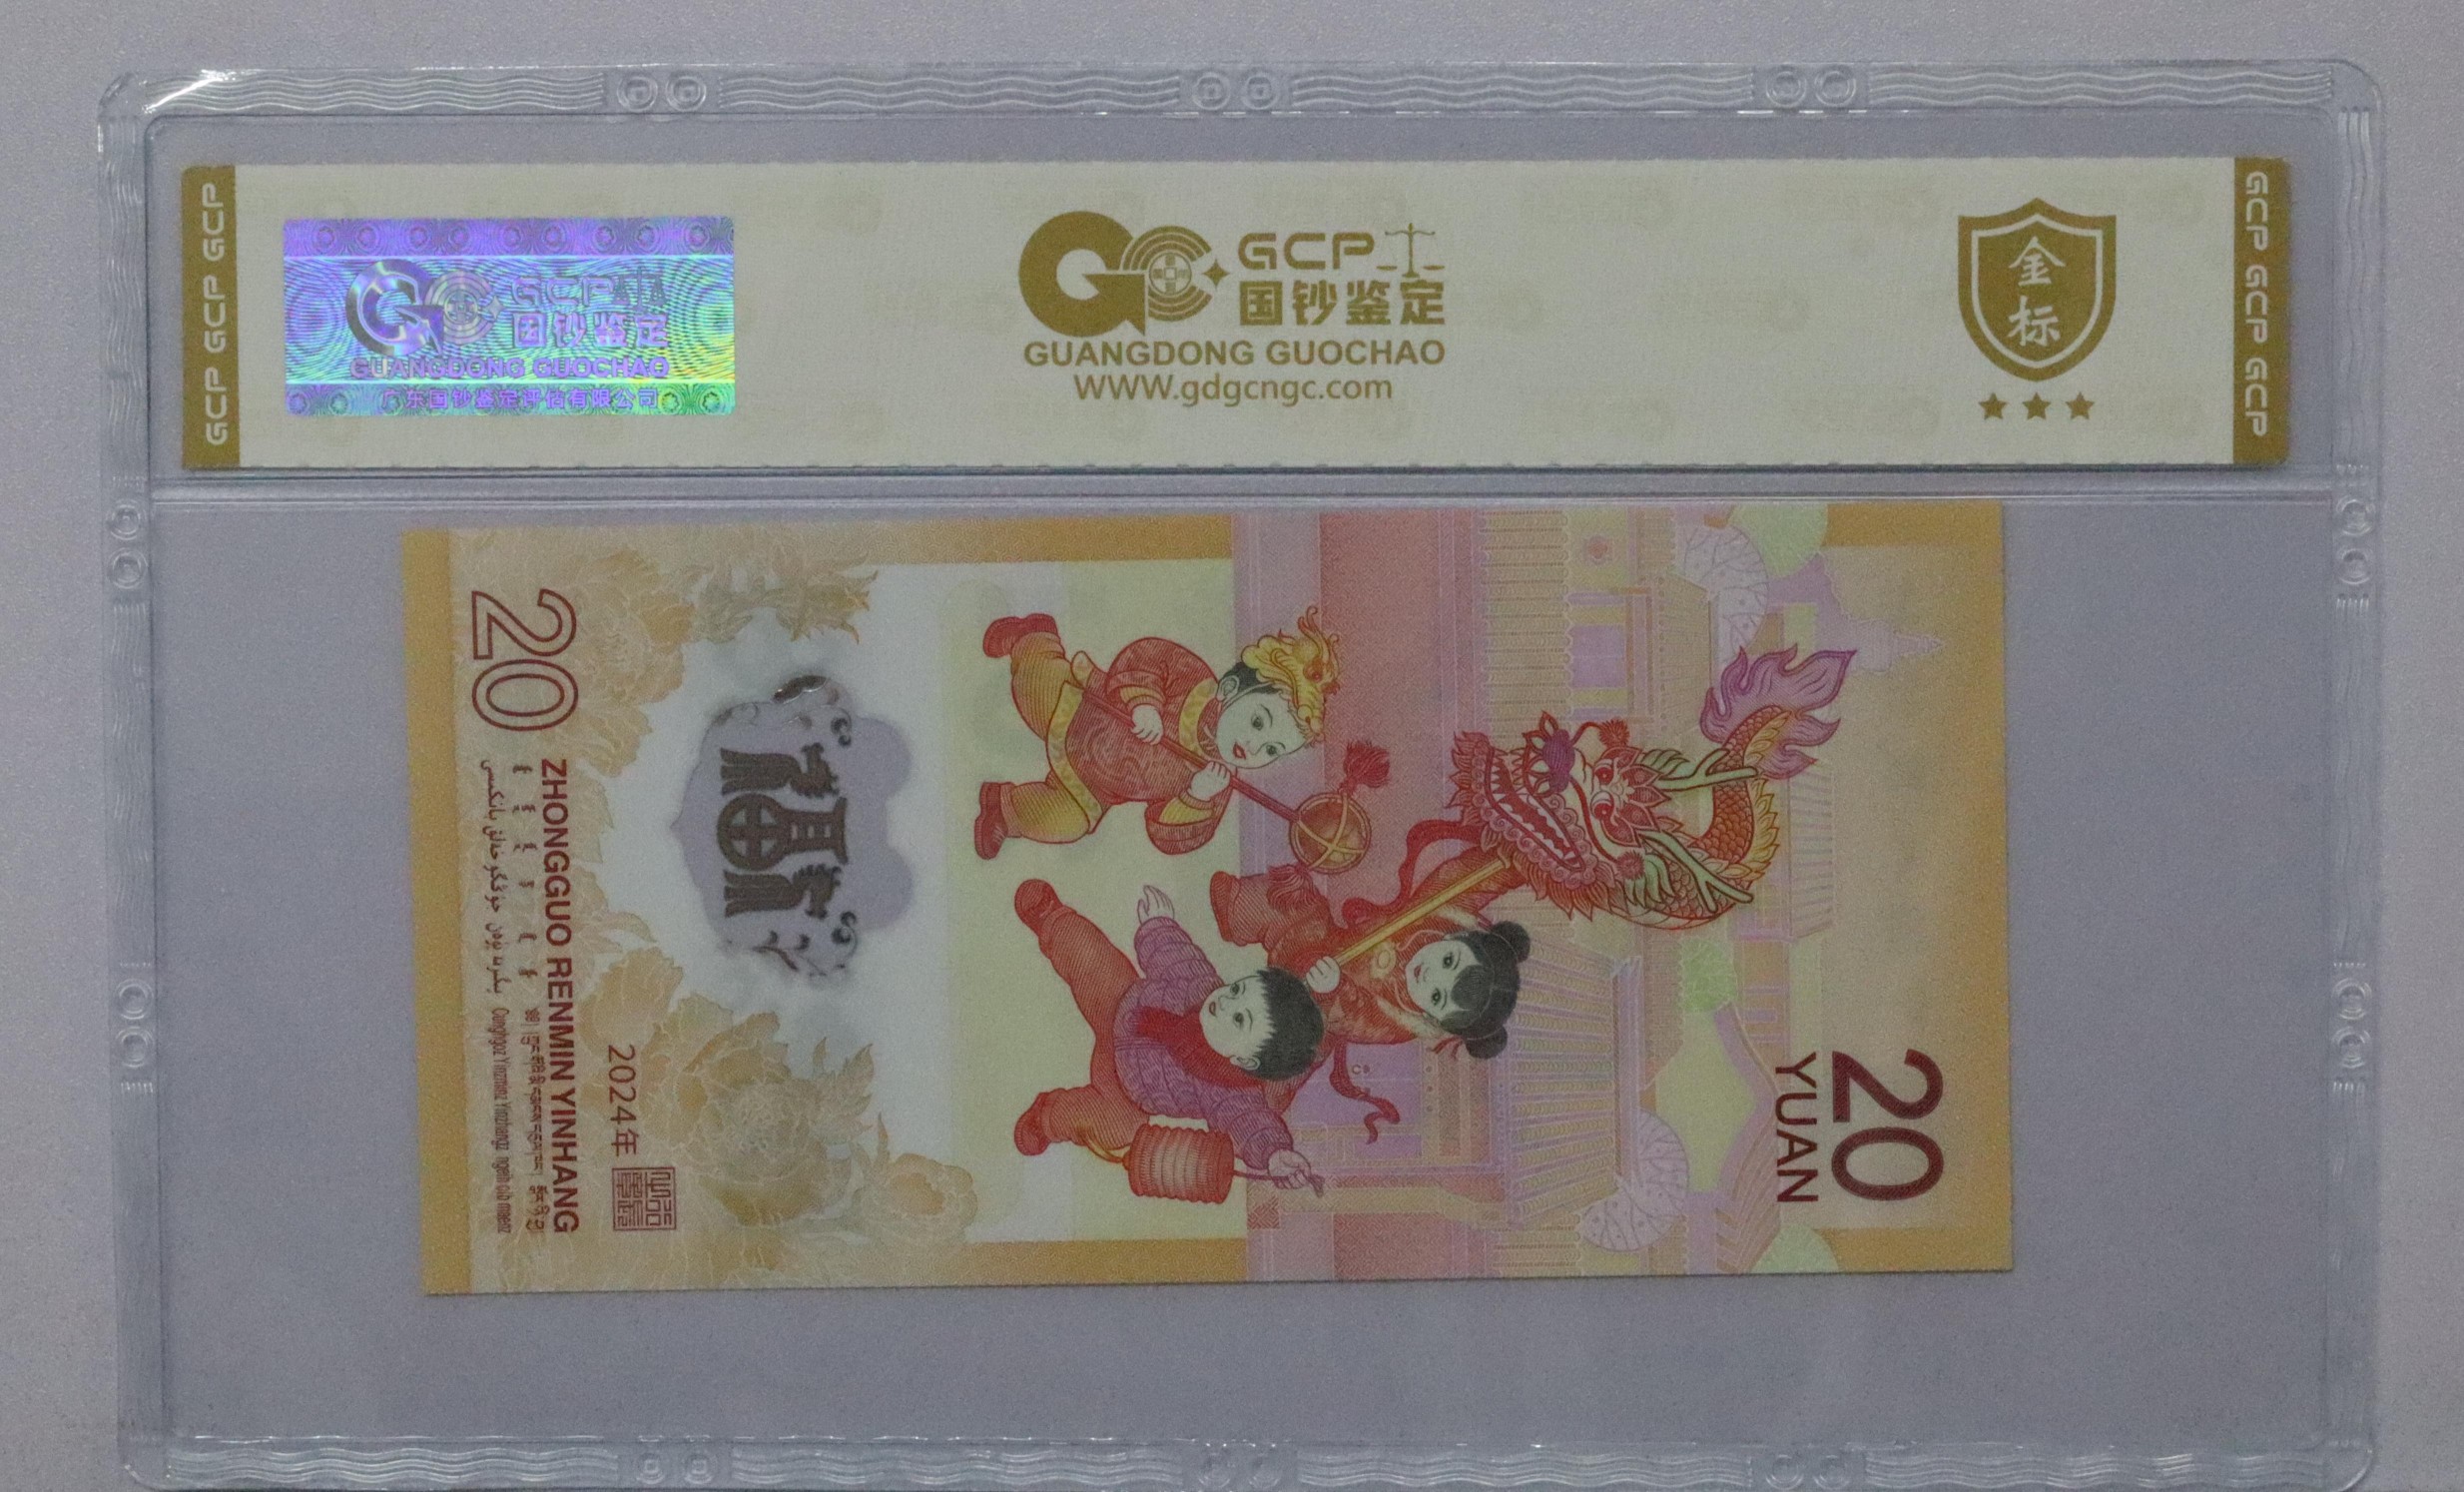 GCP GCP GCP
GCP
国钞鉴定
GUANGDONG GUOCHAO
广东国钞鉴定评估有限公司
GCP
国钞鉴定
GUANGDONG GUOCHAO
WWW.gdgcngc.com
金
标
GCP GCP GCP
20
YUAN
2024年
ZHONGGUO RENMIN YINHANG
20